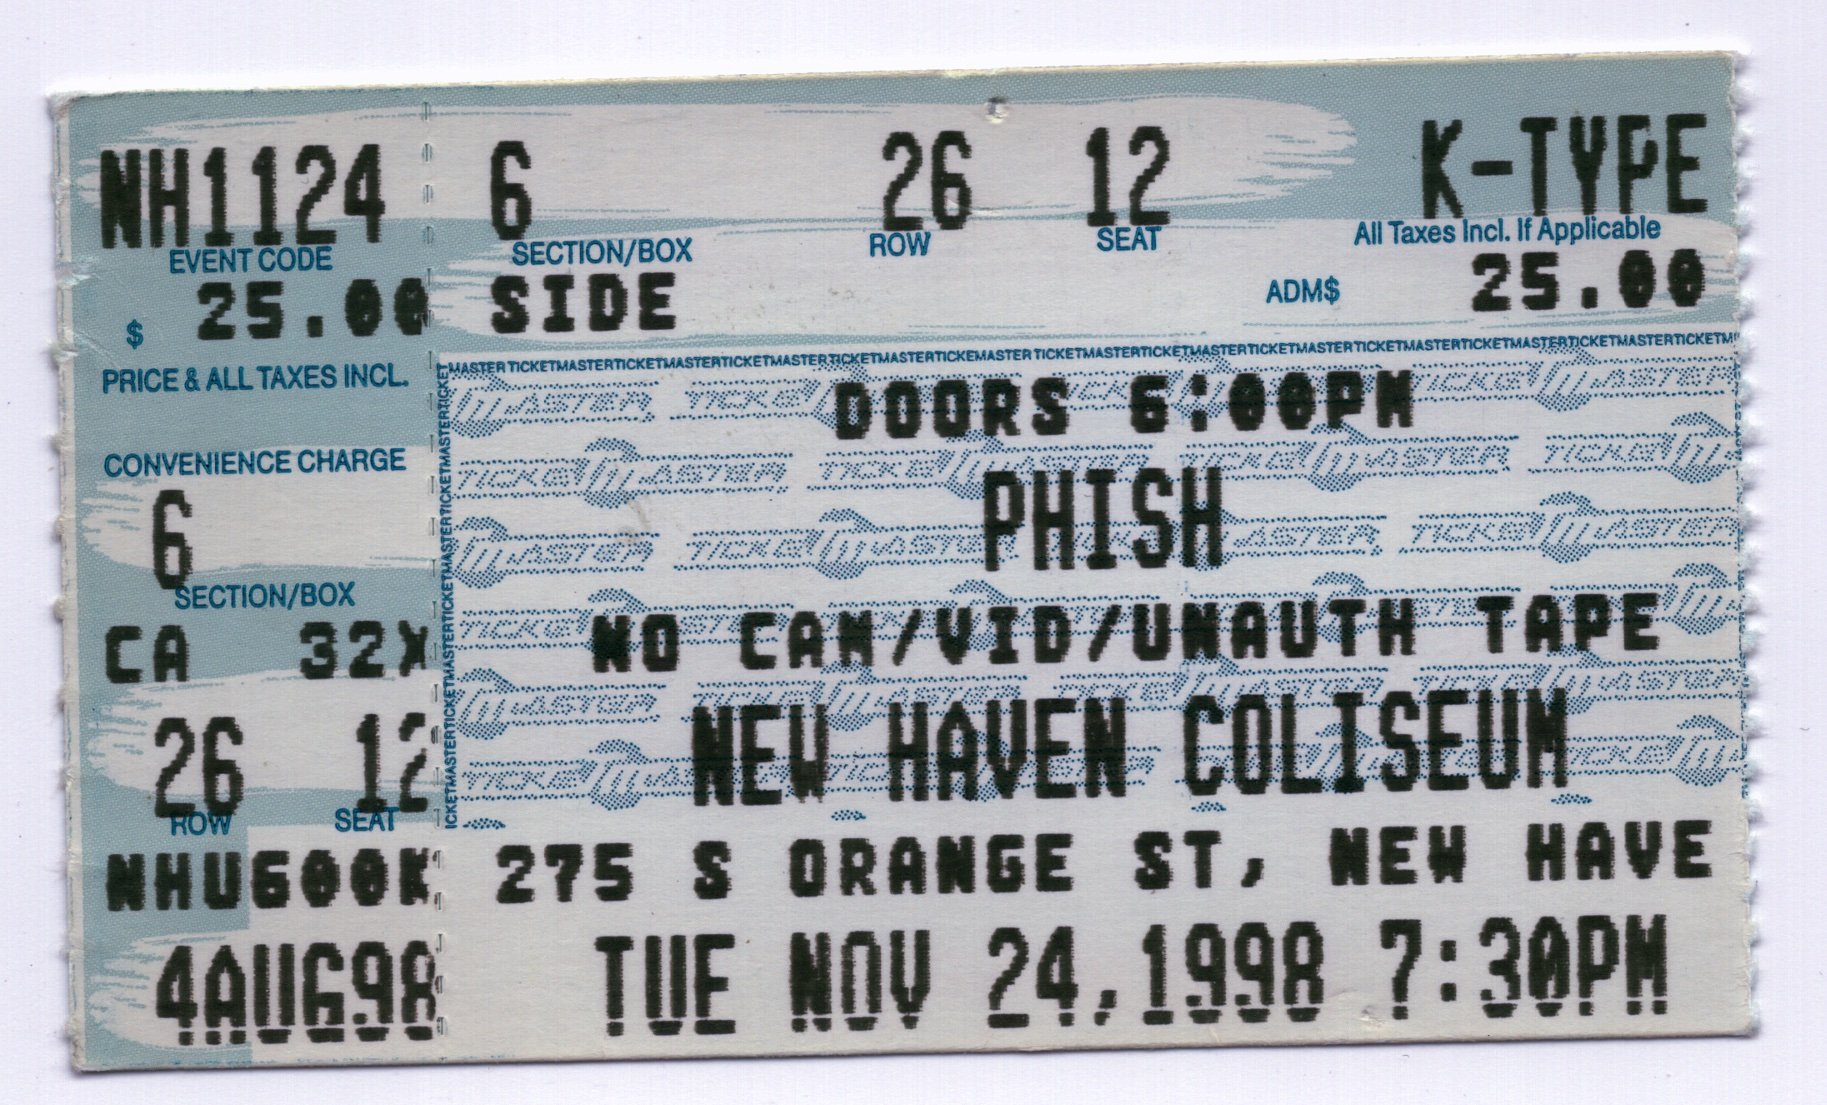 NH1124
EVENT CODE
$ 25.00
PRICE & ALL TAXES INCL.
CONVENIENCE CHARGE
6
SECTION/BOX
CA 32X
26 12
ROW SEAT
NHU600K
4AUG98
6 26 12 K-TYPE
SECTION/BOX ROW SEAT All Taxes Incl. If Applicable
SIDE ADM$ 25.00
MASTERTICKETMASTERTICKETMASTERTICKETMASTERTICKETMASTERTICKEMASTERTICKETMASTERTICKETMASTERTICKETMASTERTICKETMASTERTICKETM
DOORS 6:00PM
PHISH
NO CAM/VID/UNAUTH TAPE
NEW HAVEN COLISEUM
275 S ORANGE ST, NEW HAVE
TUE NOV 24,1998 7:30PM